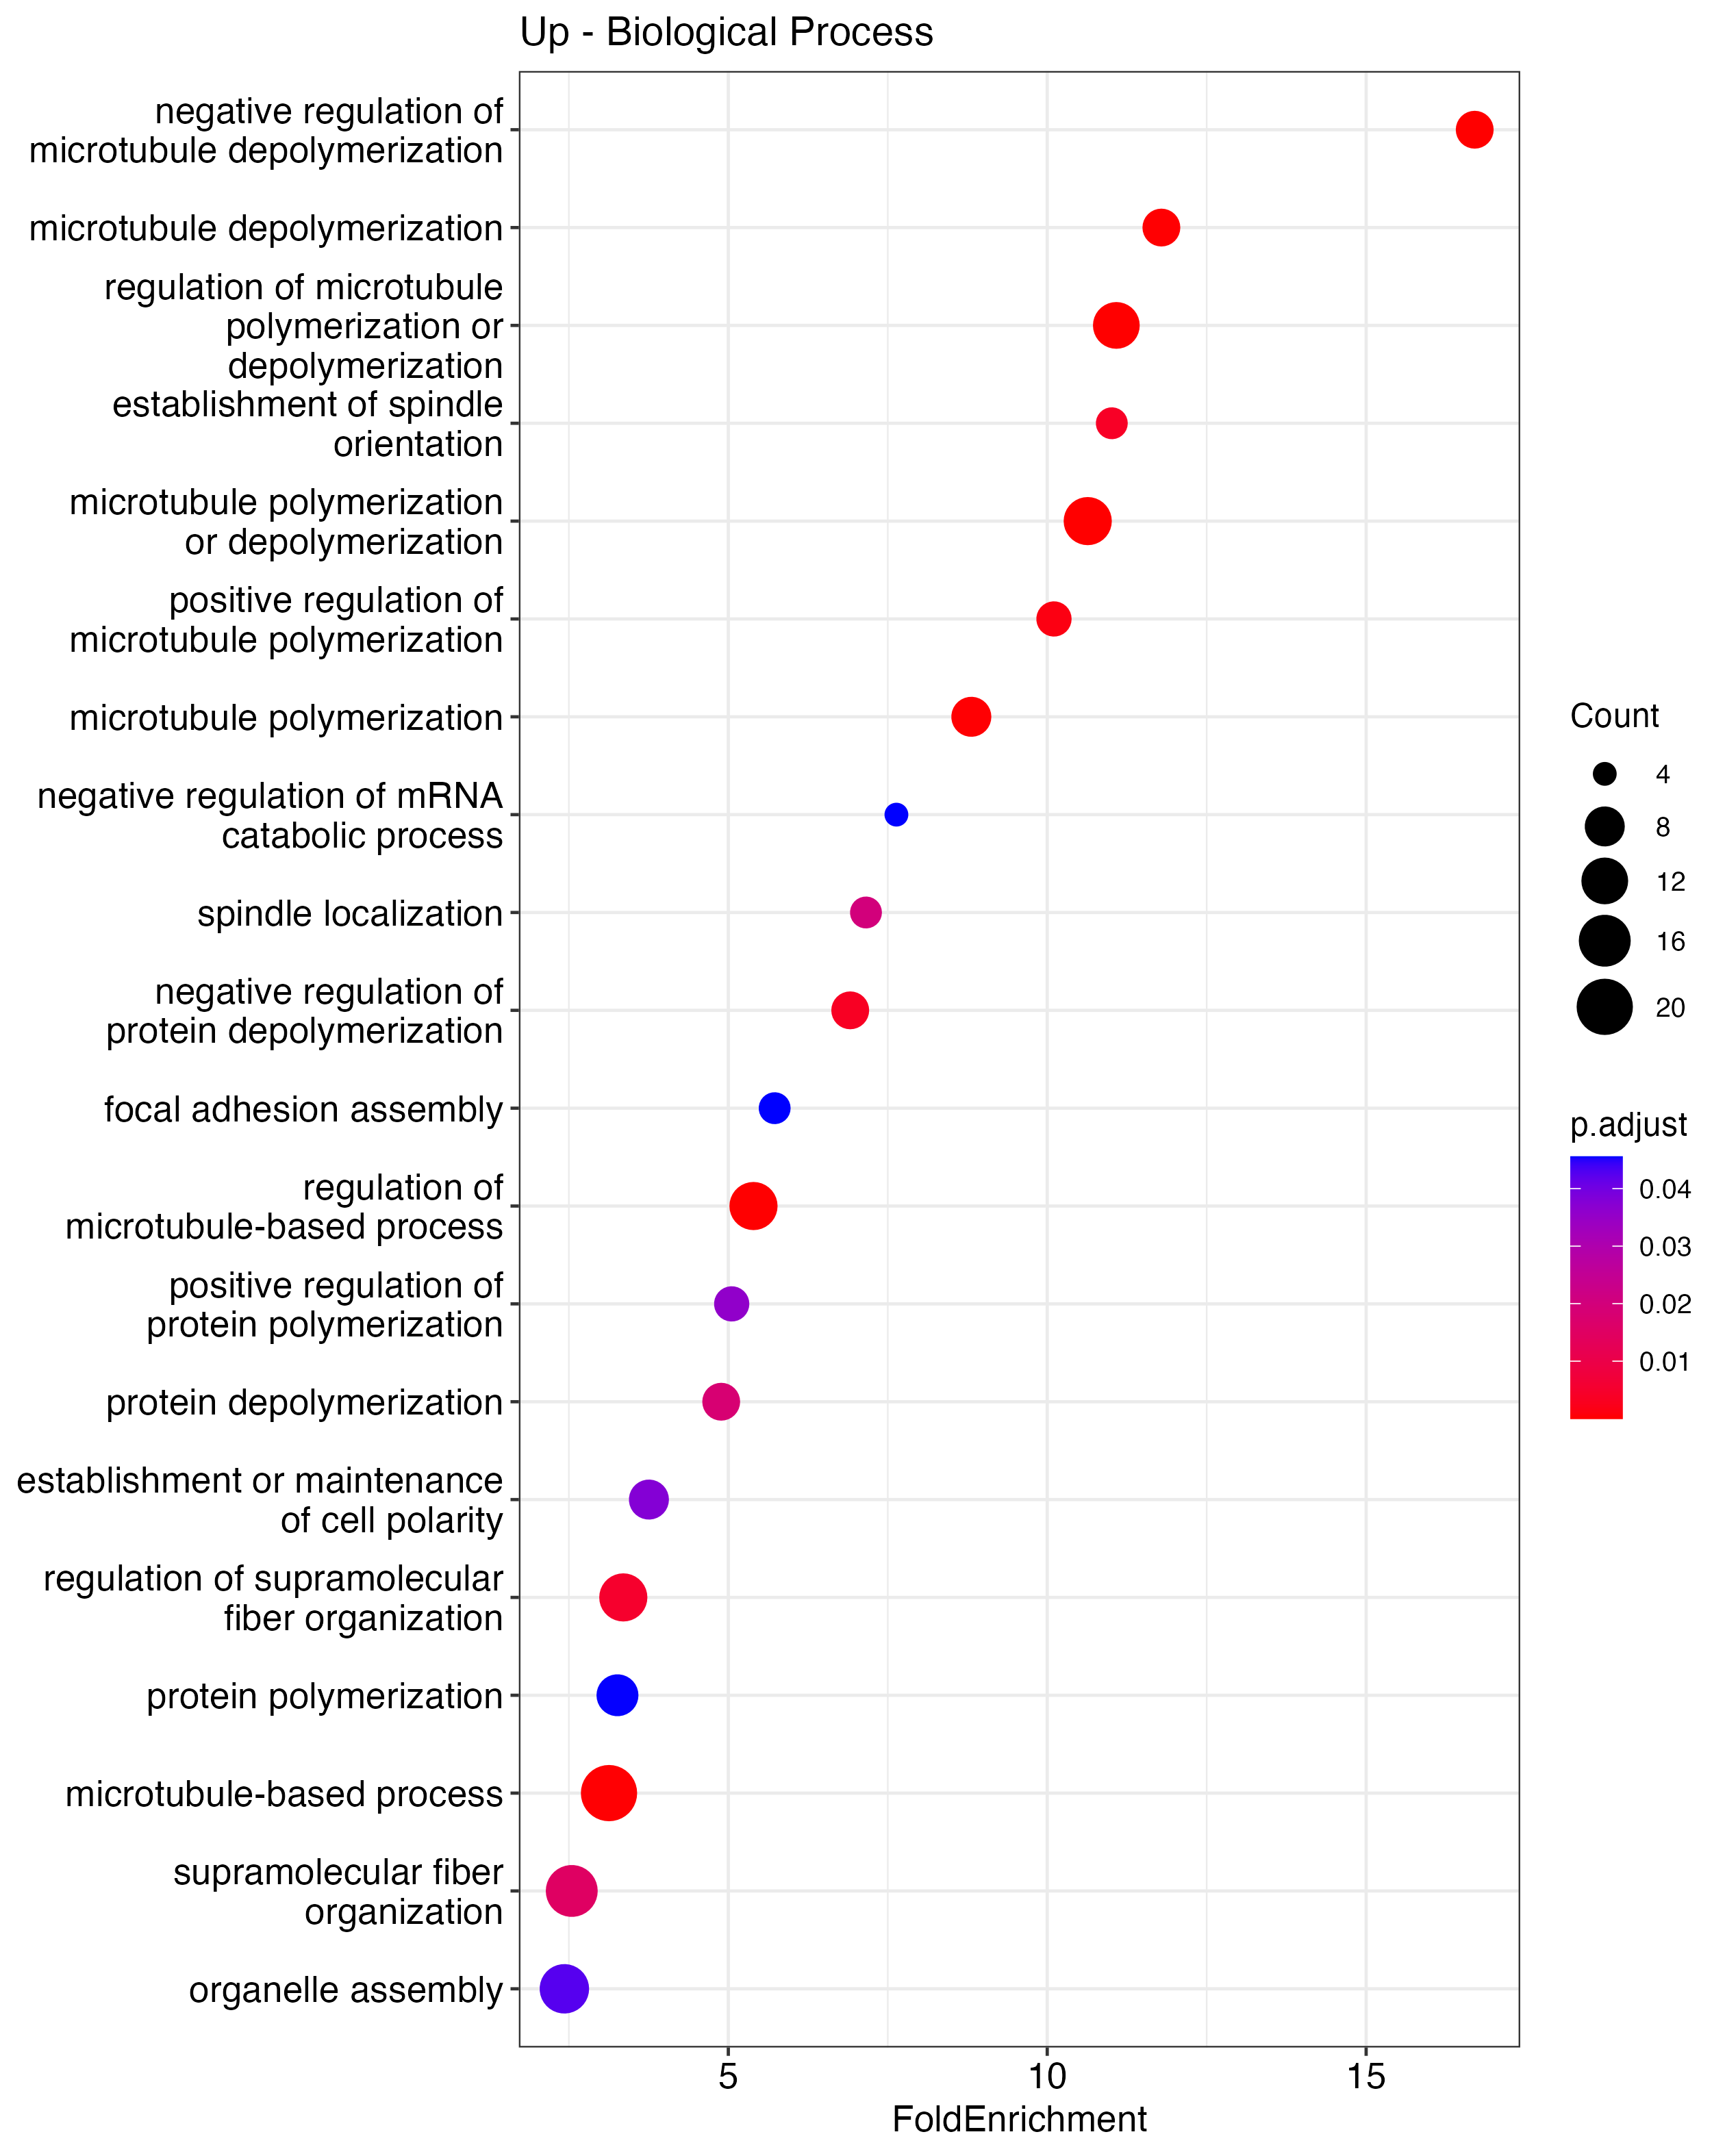 Up - Biological Process
negative regulation of
microtubule depolymerization
microtubule depolymerization
regulation of microtubule
polymerization or
depolymerization
establishment of spindle
orientation
microtubule polymerization
or depolymerization
positive regulation of
microtubule polymerization
microtubule polymerization
negative regulation of mRNA
catabolic process
spindle localization
negative regulation of
protein depolymerization
focal adhesion assembly
regulation of
microtubule-based process
positive regulation of
protein polymerization
protein depolymerization
establishment or maintenance
of cell polarity
regulation of supramolecular
fiber organization
protein polymerization
microtubule-based process
supramolecular fiber
organization
organelle assembly
5 10 15
FoldEnrichment
Count
4
8
12
16
20
p.adjust
0.04
0.03
0.02
0.01